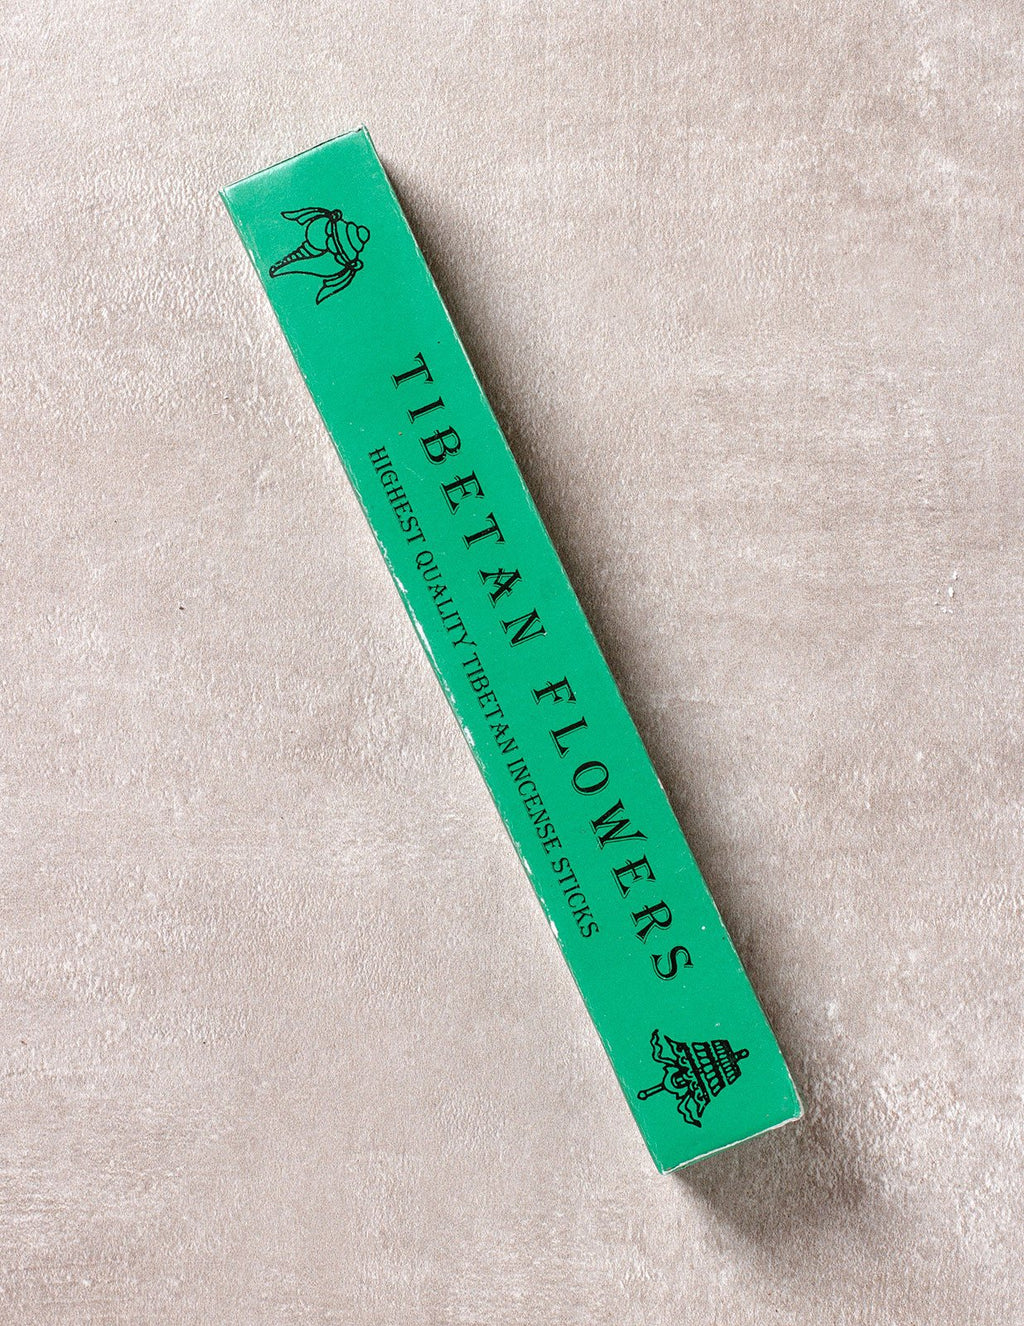 TIBETAN FLOWERS
HIGHEST QUALITY TIBETAN INCENSE STICKS